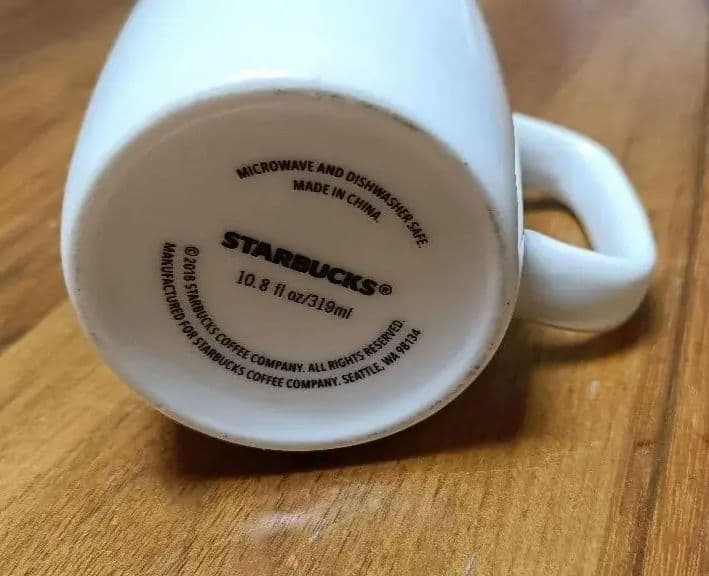 MICROWAVE AND DISHWASHER SAFE.
MADE IN CHINA.
STARBUCKS®
10.8 fl oz/319ml
©2018 STARBUCKS COFFEE COMPANY. ALL RIGHTS RESERVED.
MANUFACTURED FOR STARBUCKS COFFEE COMPANY. SEATTLE, WA 98134